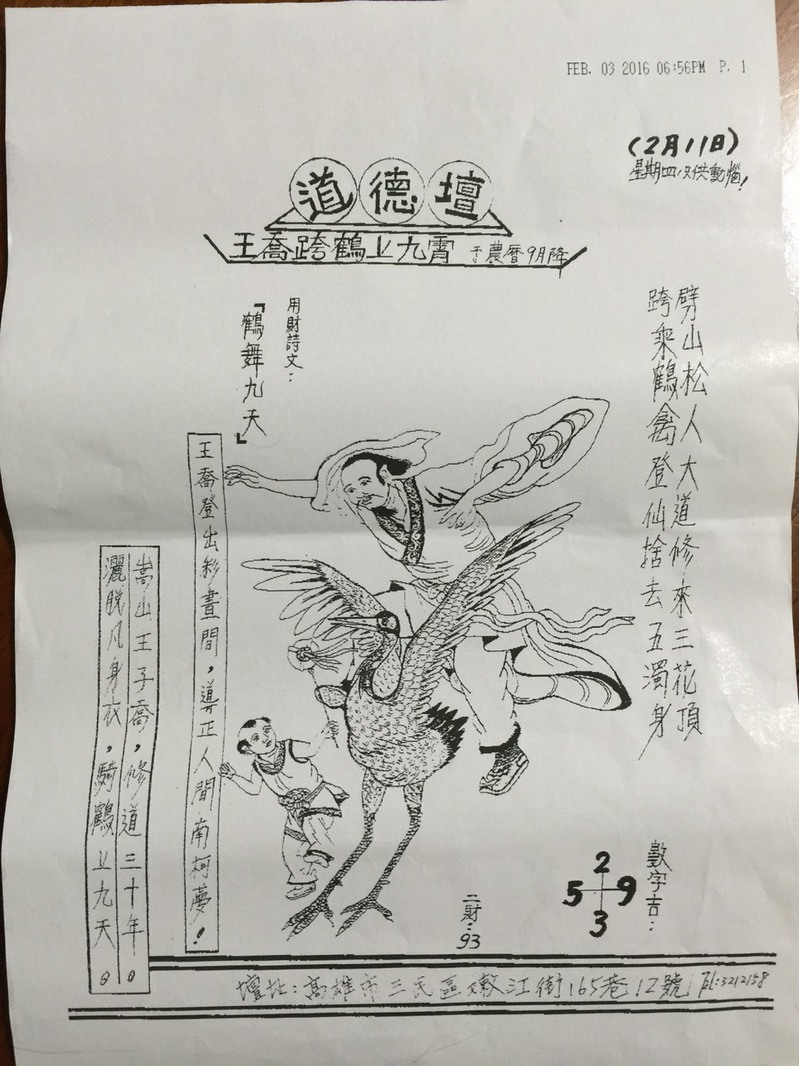 FEB. 03 2016 06:56PM P. 1
(2月11日)
星期四,只供動腦!
道德壇
王喬跨鶴上九霄 于農曆9月降
劈山松人大道修來三花頂
跨乘鶴禽登仙捨去五濁身
用財詩文:
「鶴舞九天」
王喬登出彩畫間,導正人間南柯夢!
嵩山王子喬,修道三十年。
灑脫凡身衣,騎鶴上九天。
數字吉:
2
5 9
3
二財:93
壇址:高雄市三民區嫩江街165巷12號 Tel:3212158